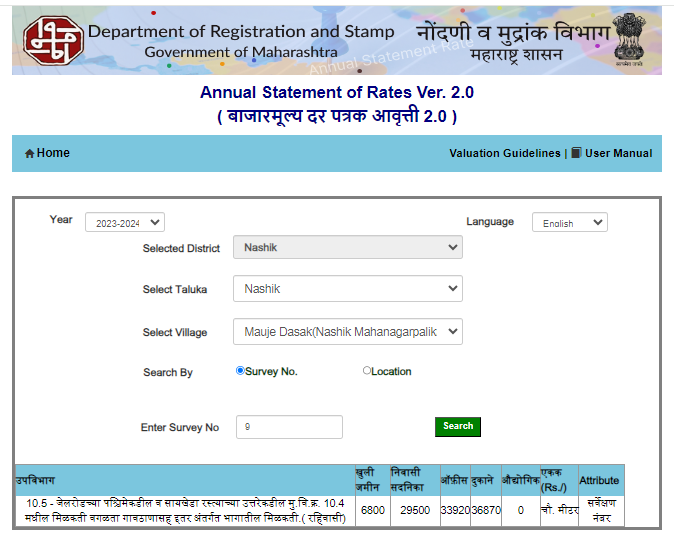 Department of Registration and Stamp
Government of Maharashtra
नोंदणी व मुद्रांक विभाग
महाराष्ट्र शासन
Annual Statement Rate
Annual Statement of Rates Ver. 2.0
( बाजारमूल्य दर पत्रक आवृत्ती 2.0 )
Home
Valuation Guidelines | User Manual
Year 2023-2024 Language English
Selected District Nashik
Select Taluka Nashik
Select Village Mauje Dasak(Nashik Mahanagarpalik
Search By Survey No. Location
Enter Survey No 9 Search
उपविभाग खुली जमीन निवासी सदनिका ऑफ़ीस दुकाने औद्योगिक एकक (Rs./) Attribute
10.5 - जेलरोडच्या पश्चिमेकडील व सायखेडा रस्त्याच्या उत्तरेकडील मु.वि.क्र. 10.4
मधील मिळकती वगळता गावठाणासह इतर अंतर्गत भागातील मिळकती.( रहिवासी)
6800 29500 33920 36870 0 चौ. मीटर सर्वेक्षण नंबर